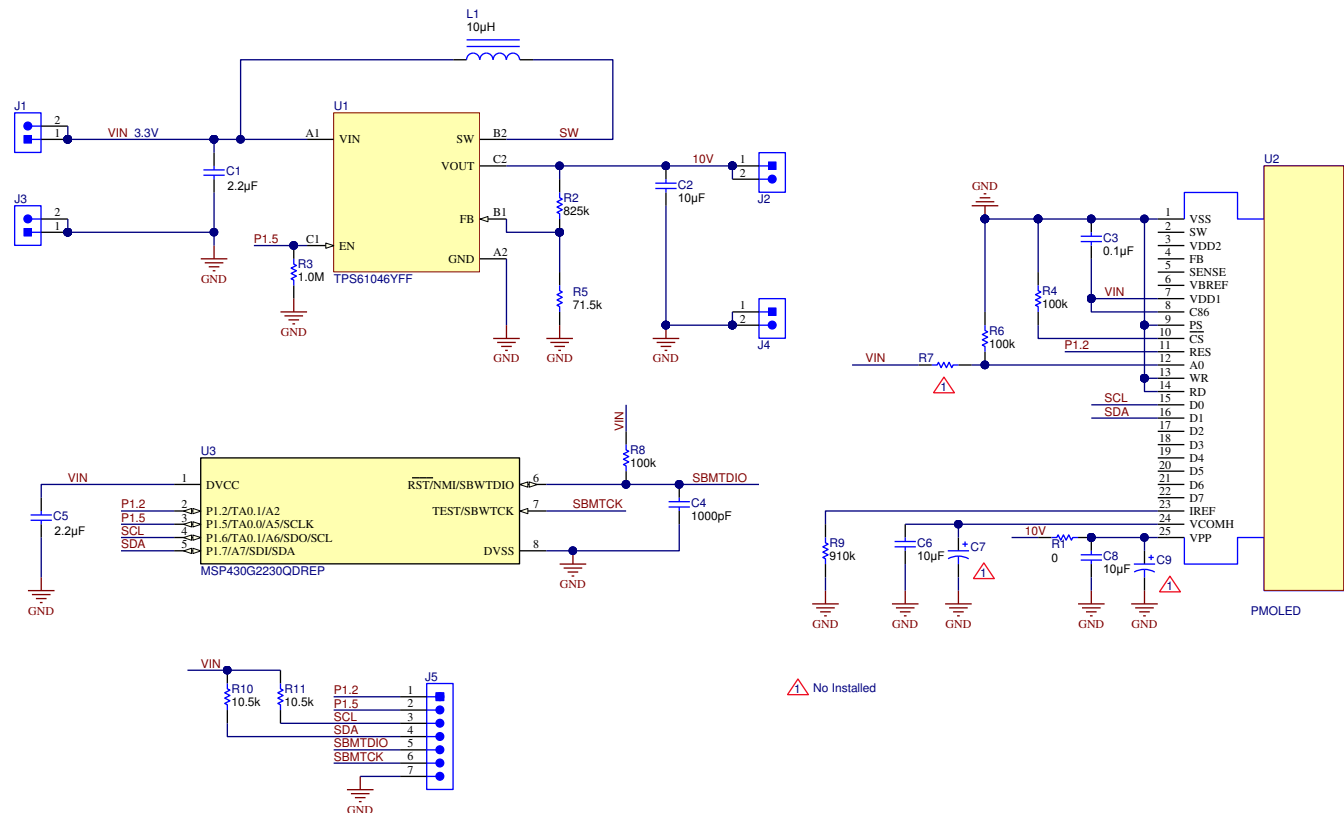 L1
10µH
J1
2
1
VIN 3.3V
C1
2.2µF
J3
2
1
GND
U1
A1 VIN
SW B2 SW
VOUT C2
FB B1
GND A2
P1.5 C1 EN
TPS61046YFF
R3
1.0M
GND
R2
825k
R5
71.5k
GND
GND
10V
C2
10µF
GND
1
2
J2
1
2
J4
U2
GND
1 VSS
2 SW
3 VDD2
4 FB
5 SENSE
6 VBREF
7 VDD1
8 C86
9 PS
10 CS
11 RES
12 A0
13 WR
14 RD
15 D0
16 D1
17 D2
18 D3
19 D4
20 D5
21 D6
22 D7
23 IREF
24 VCOMH
25 VPP
C3
0.1µF
VIN
R4
100k
R6
100k
P1.2
VIN
R7
1
SCL
SDA
R9
910k
GND
C6
10µF
GND
C7
1
GND
10V
R1
0
C8
10µF
GND
C9
1
GND
PMOLED
U3
VIN
1 DVCC
P1.2 2 P1.2/TA0.1/A2
P1.5 3 P1.5/TA0.0/A5/SCLK
SCL 4 P1.6/TA0.1/A6/SDO/SCL
SDA 5 P1.7/A7/SDI/SDA
MSP430G2230QDREP
RST/NMI/SBWTDIO 6
TEST/SBWTCK 7 SBMTCK
DVSS 8
C5
2.2µF
GND
VIN
R8
100k
SBMTDIO
C4
1000pF
GND
VIN
R10
10.5k
R11
10.5k
J5
P1.2 1
P1.5 2
SCL 3
SDA 4
SBMTDIO 5
SBMTCK 6
7
GND
1 No Installed